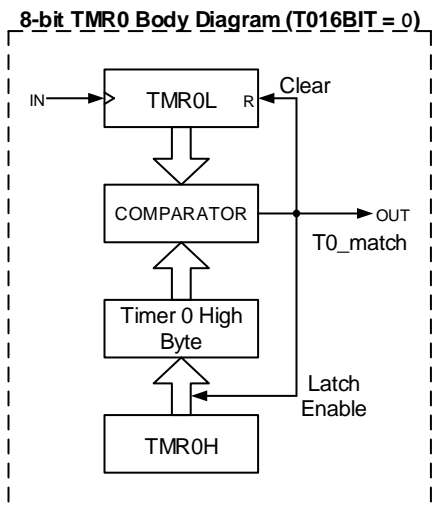 8-bit TMR0 Body Diagram (T016BIT = 0)
IN
TMR0L
R
Clear
COMPARATOR
OUT
T0_match
Timer 0 High
Byte
Latch
Enable
TMR0H